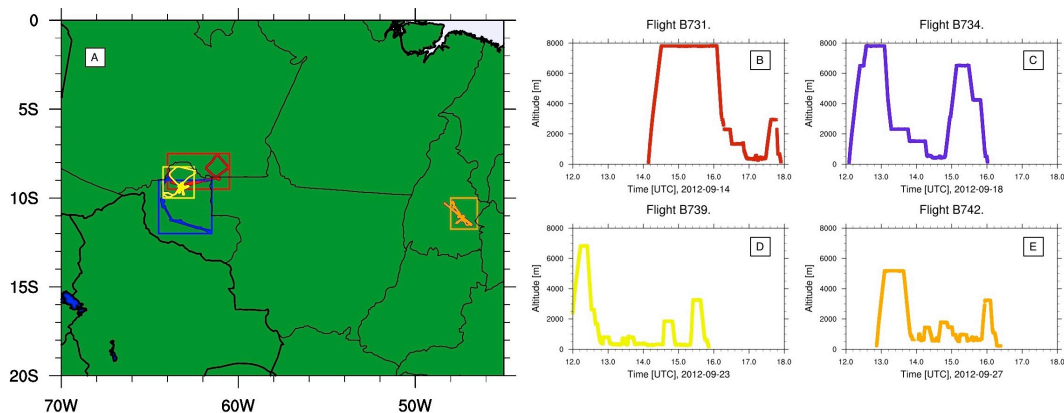 0
5S
10S
15S
20S
70W
60W
50W
A
Flight B731.
B
Altitude [m]
8000
6000
4000
2000
0
12.0 13.0 14.0 15.0 16.0 17.0 18.0
Time [UTC], 2012-09-14
Flight B734.
C
Altitude [m]
8000
6000
4000
2000
0
12.0 13.0 14.0 15.0 16.0 17.0 18.0
Time [UTC], 2012-09-18
Flight B739.
D
Altitude [m]
8000
6000
4000
2000
0
12.0 13.0 14.0 15.0 16.0 17.0 18.0
Time [UTC], 2012-09-23
Flight B742.
E
Altitude [m]
8000
6000
4000
2000
0
12.0 13.0 14.0 15.0 16.0 17.0 18.0
Time [UTC], 2012-09-27